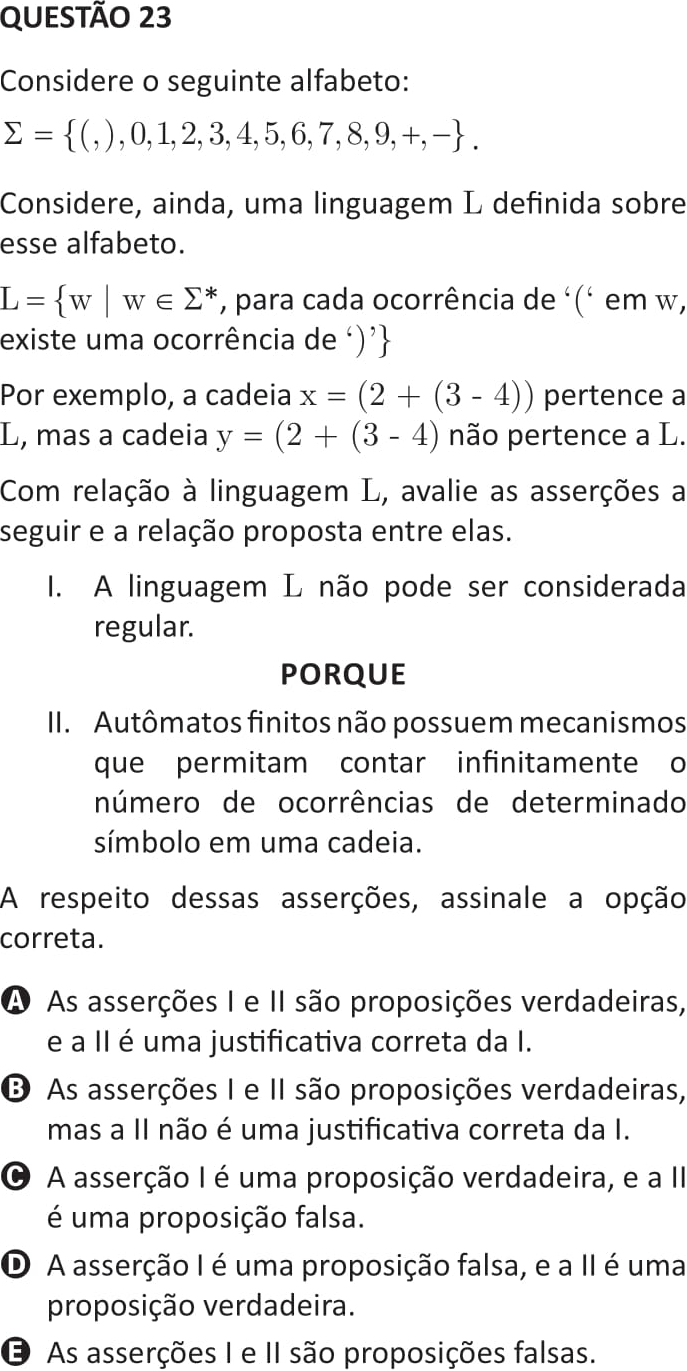 QUESTÃO 23
Considere o seguinte alfabeto:
Σ = {(,),0,1,2,3,4,5,6,7,8,9,+,−} .
Considere, ainda, uma linguagem L definida sobre
esse alfabeto.
L = {w | w ∈ Σ*, para cada ocorrência de ‘(‘ em w,
existe uma ocorrência de ‘)’}
Por exemplo, a cadeia x = (2 + (3 - 4)) pertence a
L, mas a cadeia y = (2 + (3 - 4) não pertence a L.
Com relação à linguagem L, avalie as asserções a
seguir e a relação proposta entre elas.
I. A linguagem L não pode ser considerada
regular.
PORQUE
II. Autômatos finitos não possuem mecanismos
que permitam contar infinitamente o
número de ocorrências de determinado
símbolo em uma cadeia.
A respeito dessas asserções, assinale a opção
correta.
A As asserções I e II são proposições verdadeiras,
e a II é uma justificativa correta da I.
B As asserções I e II são proposições verdadeiras,
mas a II não é uma justificativa correta da I.
C A asserção I é uma proposição verdadeira, e a II
é uma proposição falsa.
D A asserção I é uma proposição falsa, e a II é uma
proposição verdadeira.
E As asserções I e II são proposições falsas.